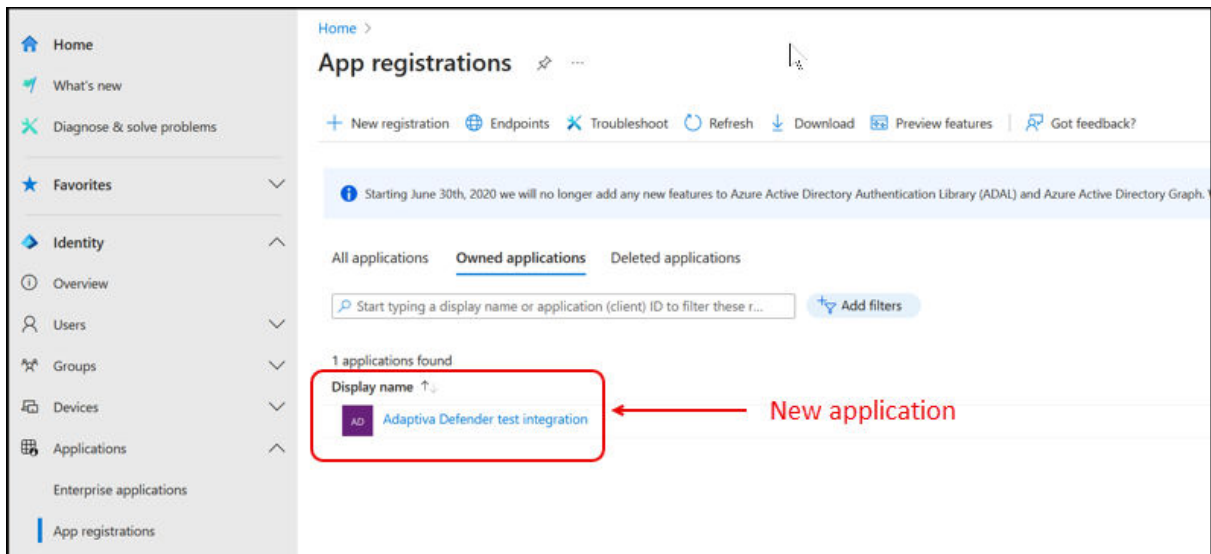 Home
What's new
Diagnose & solve problems
Favorites
Identity
Overview
Users
Groups
Devices
Applications
Enterprise applications
App registrations
Home >
App registrations
New registration Endpoints Troubleshoot Refresh Download Preview features Got feedback?
Starting June 30th, 2020 we will no longer add any new features to Azure Active Directory Authentication Library (ADAL) and Azure Active Directory Graph.
All applications Owned applications Deleted applications
Start typing a display name or application (client) ID to filter these r...
Add filters
1 applications found
Display name
AD Adaptiva Defender test integration
New application